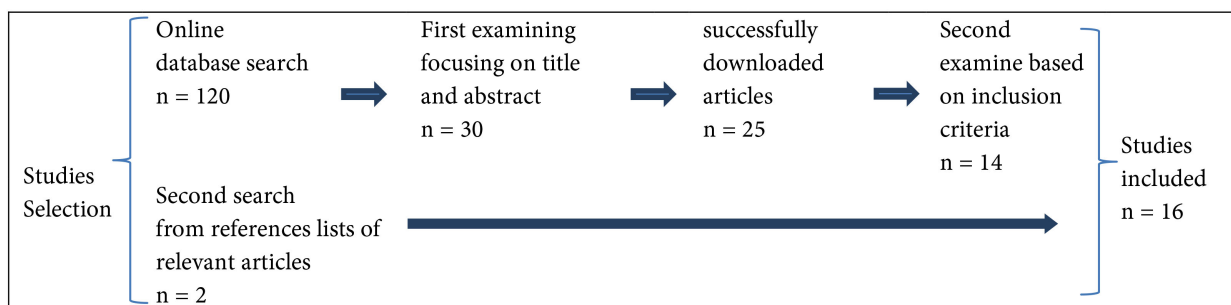 Studies
Selection
Online
database search
n = 120
First examining
focusing on title
and abstract
n = 30
successfully
downloaded
articles
n = 25
Second
examine based
on inclusion
criteria
n = 14
Second search
from references lists of
relevant articles
n = 2
Studies
included
n = 16